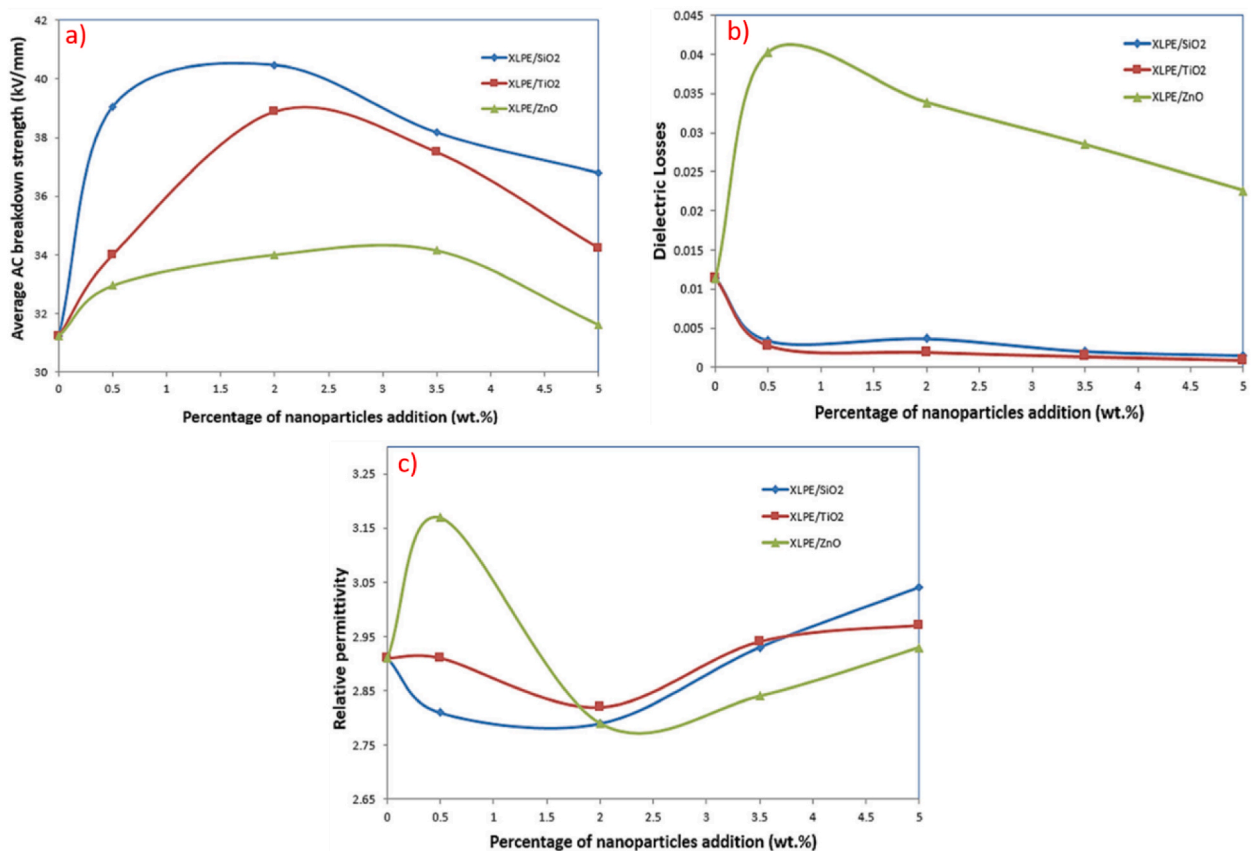 a)
42
40
38
36
34
32
31
30
Average AC breakdown strength (kV/mm)
XLPE/SiO2
XLPE/TiO2
XLPE/ZnO
0 0.5 1 1.5 2 2.5 3 3.5 4 4.5 5
Percentage of nanoparticles addition (wt.%)
b)
0.045
0.04
0.035
0.03
0.025
0.02
0.015
0.01
0.005
0
Dielectric Losses
XLPE/SiO2
XLPE/TiO2
XLPE/ZnO
0 0.5 1 1.5 2 2.5 3 3.5 4 4.5 5
Percentage of nanoparticles addition (wt.%)
c)
3.25
3.15
3.05
2.95
2.85
2.75
2.65
Relative permittivity
XLPE/SiO2
XLPE/TiO2
XLPE/ZnO
0 0.5 1 1.5 2 2.5 3 3.5 4 4.5 5
Percentage of nanoparticles addition (wt.%)